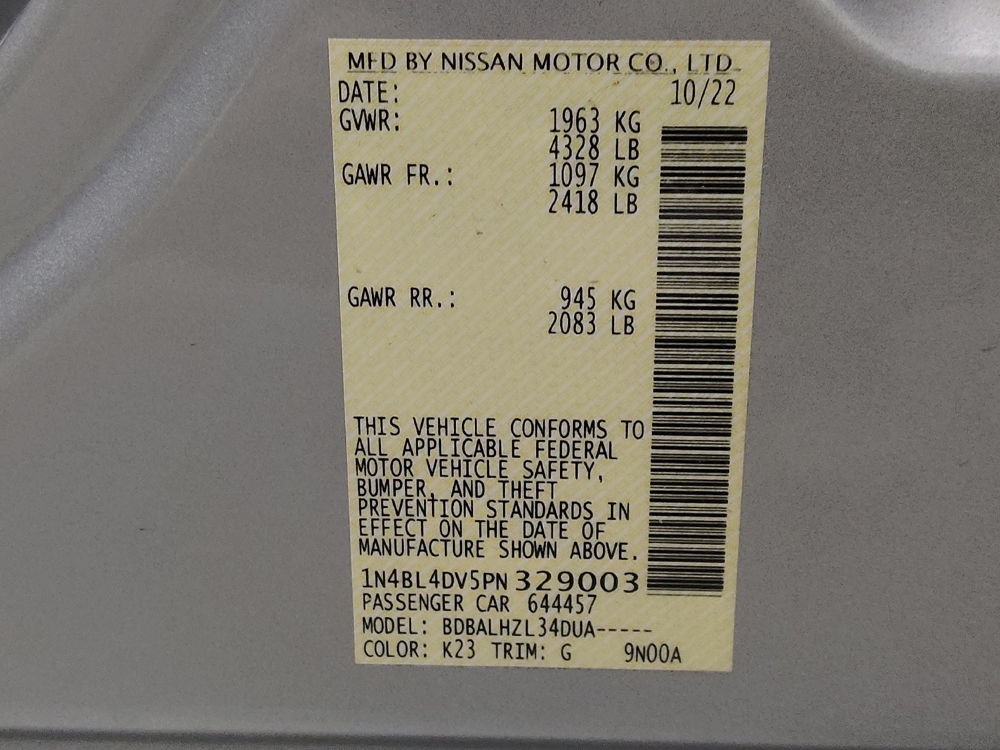 MFD BY NISSAN MOTOR CO., LTD.
DATE: 10/22
GVWR: 1963 KG
4328 LB
GAWR FR.: 1097 KG
2418 LB
GAWR RR.: 945 KG
2083 LB
THIS VEHICLE CONFORMS TO
ALL APPLICABLE FEDERAL
MOTOR VEHICLE SAFETY,
BUMPER, AND THEFT
PREVENTION STANDARDS IN
EFFECT ON THE DATE OF
MANUFACTURE SHOWN ABOVE.
1N4BL4DV5PN 329003
PASSENGER CAR 644457
MODEL: BDBALHZL34DUA-----
COLOR: K23 TRIM: G 9N00A